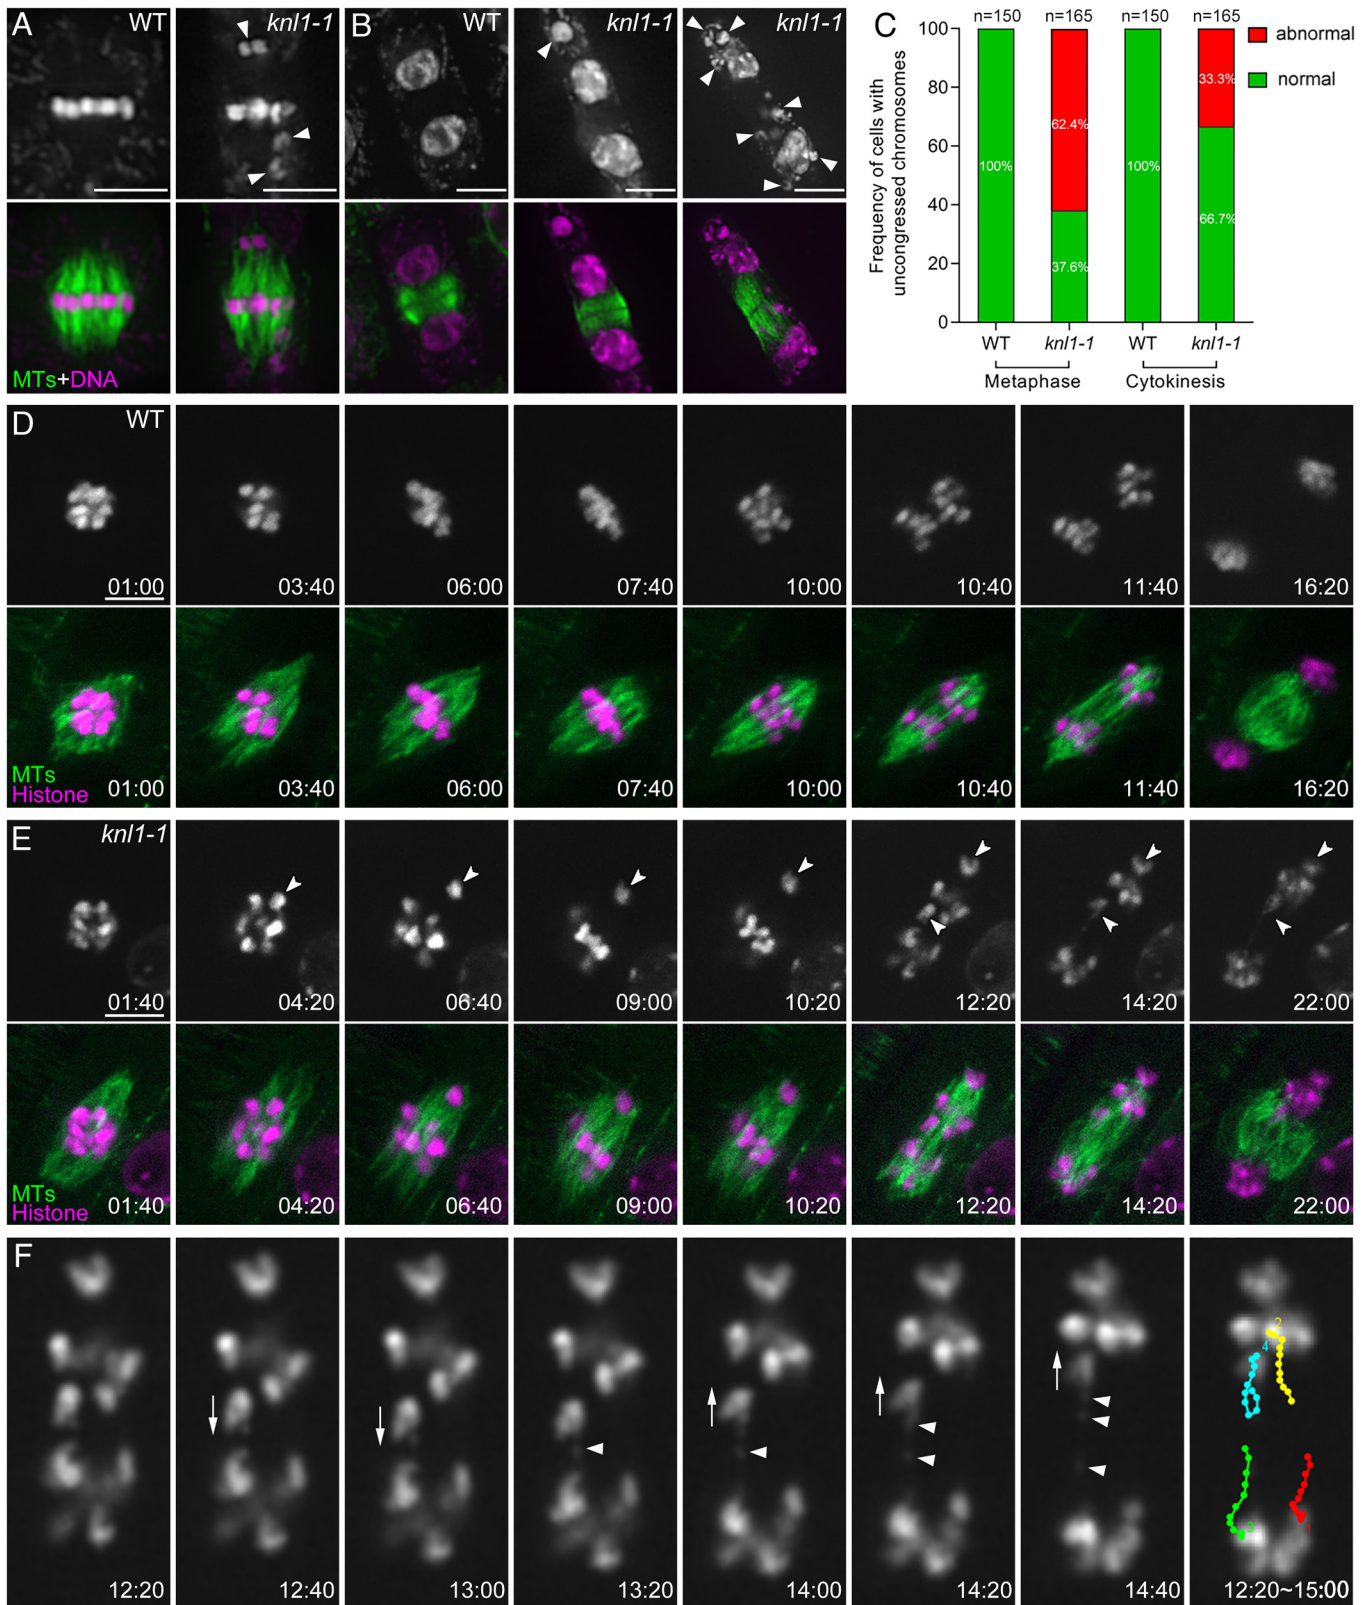 A WT knl1-1
B WT knl1-1 knl1-1
MTs+DNA
C
n=150 n=165 n=150 n=165
abnormal
normal
Frequency of cells with
uncongressed chromosomes
100
80
60
40
20
0
100% 62.4% 37.6% 100% 33.3% 66.7%
WT knl1-1 WT knl1-1
Metaphase Cytokinesis
D WT
01:00 03:40 06:00 07:40 10:00 10:40 11:40 16:20
MTs
Histone
01:00 03:40 06:00 07:40 10:00 10:40 11:40 16:20
E knl1-1
01:40 04:20 06:40 09:00 10:20 12:20 14:20 22:00
MTs
Histone
01:40 04:20 06:40 09:00 10:20 12:20 14:20 22:00
F
2
4
3
1
12:20 12:40 13:00 13:20 14:00 14:20 14:40 12:20~15:00